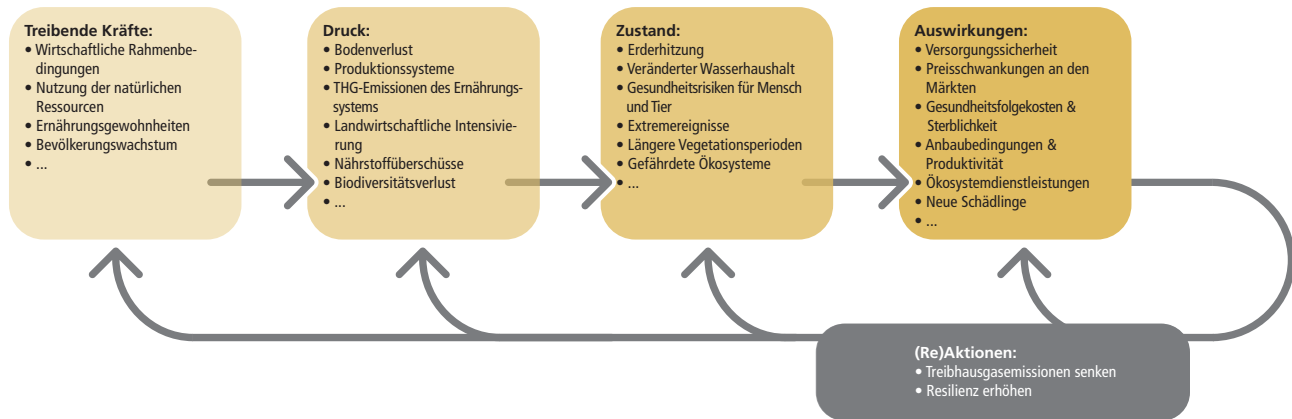 Treibende Kräfte:
• Wirtschaftliche Rahmenbe-
dingungen
• Nutzung der natürlichen
Ressourcen
• Ernährungsgewohnheiten
• Bevölkerungswachstum
• ...
Druck:
• Bodenverlust
• Produktionssysteme
• THG-Emissionen des Ernährungs-
systems
• Landwirtschaftliche Intensivie-
rung
• Nährstoffüberschüsse
• Biodiversitätsverlust
• ...
Zustand:
• Erderhitzung
• Veränderter Wasserhaushalt
• Gesundheitsrisiken für Mensch
und Tier
• Extremereignisse
• Längere Vegetationsperioden
• Gefährdete Ökosysteme
• ...
Auswirkungen:
• Versorgungssicherheit
• Preisschwankungen an den
Märkten
• Gesundheitsfolgekosten &
Sterblichkeit
• Anbaubedingungen &
Produktivität
• Ökosystemdienstleistungen
• Neue Schädlinge
• ...
(Re)Aktionen:
• Treibhausgasemissionen senken
• Resilienz erhöhen